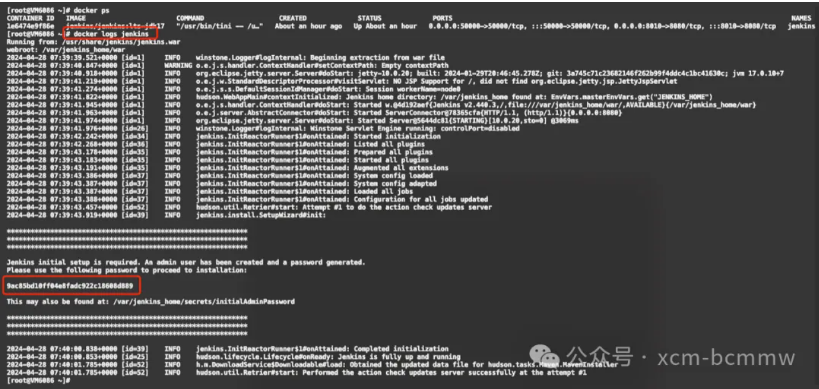 [root@VM6086 ~]# docker ps
CONTAINER ID IMAGE COMMAND CREATED STATUS PORTS NAMES
1e6474e9f86e jenkins/jenkins:lts-jdk17 "/usr/bin/tini -- /u…" About an hour ago Up About an hour 0.0.0.0:50000->50000/tcp, :::50000->50000/tcp, 0.0.0.0:8010->8080/tcp, :::8010->8080/tcp jenkins
[root@VM6086 ~]# docker logs jenkins
Running from: /usr/share/jenkins/jenkins.war
webroot: /var/jenkins_home/war
2024-04-28 07:39:39.521+0000 [id=1] INFO winstone.Logger#logInternal: Beginning extraction from war file
2024-04-28 07:39:40.847+0000 [id=1] WARNING o.e.j.s.handler.ContextHandler#setContextPath: Empty contextPath
2024-04-28 07:39:40.918+0000 [id=1] INFO org.eclipse.jetty.server.Server#doStart: jetty-10.0.20; built: 2024-01-29T20:46:45.278Z; git: 3a745c71c23682146f262b99f4ddc4c1bc41630c; jvm 17.0.10+7
2024-04-28 07:39:41.219+0000 [id=1] INFO o.e.j.w.StandardDescriptorProcessor#visitServlet: NO JSP Support for /, did not find org.eclipse.jetty.jsp.JettyJspServlet
2024-04-28 07:39:41.274+0000 [id=1] INFO o.e.j.s.s.DefaultSessionIdManager#doStart: Session workerName=node0
2024-04-28 07:39:41.822+0000 [id=1] INFO hudson.WebAppMain#contextInitialized: Jenkins home directory: /var/jenkins_home found at: EnvVars.masterEnvVars.get("JENKINS_HOME")
2024-04-28 07:39:41.945+0000 [id=1] INFO o.e.j.s.handler.ContextHandler#doStart: Started w.@4d192aef{Jenkins v2.440.3,/,file:///var/jenkins_home/war/,AVAILABLE}{/var/jenkins_home/war}
2024-04-28 07:39:41.963+0000 [id=1] INFO o.e.j.server.AbstractConnector#doStart: Started ServerConnector@78365cfa{HTTP/1.1, (http/1.1)}{0.0.0.0:8080}
2024-04-28 07:39:41.974+0000 [id=1] INFO org.eclipse.jetty.server.Server#doStart: Started Server@5644dc81{STARTING}[10.0.20,sto=0] @3069ms
2024-04-28 07:39:41.976+0000 [id=26] INFO winstone.Logger#logInternal: Winstone Servlet Engine running: controlPort=disabled
2024-04-28 07:39:42.242+0000 [id=34] INFO jenkins.InitReactorRunner$1#onAttained: Started initialization
2024-04-28 07:39:42.268+0000 [id=36] INFO jenkins.InitReactorRunner$1#onAttained: Listed all plugins
2024-04-28 07:39:43.178+0000 [id=35] INFO jenkins.InitReactorRunner$1#onAttained: Prepared all plugins
2024-04-28 07:39:43.183+0000 [id=35] INFO jenkins.InitReactorRunner$1#onAttained: Started all plugins
2024-04-28 07:39:43.191+0000 [id=35] INFO jenkins.InitReactorRunner$1#onAttained: Augmented all extensions
2024-04-28 07:39:43.386+0000 [id=37] INFO jenkins.InitReactorRunner$1#onAttained: System config loaded
2024-04-28 07:39:43.387+0000 [id=37] INFO jenkins.InitReactorRunner$1#onAttained: System config adapted
2024-04-28 07:39:43.387+0000 [id=37] INFO jenkins.InitReactorRunner$1#onAttained: Loaded all jobs
2024-04-28 07:39:43.388+0000 [id=37] INFO jenkins.InitReactorRunner$1#onAttained: Configuration for all jobs updated
2024-04-28 07:39:43.457+0000 [id=52] INFO hudson.util.Retrier#start: Attempt #1 to do the action check updates server
2024-04-28 07:39:43.919+0000 [id=39] INFO jenkins.install.SetupWizard#init:
*************************************************************
*************************************************************
*************************************************************
Jenkins initial setup is required. An admin user has been created and a password generated.
Please use the following password to proceed to installation:
9ac85bd10ff04e8fadc922c18608d889
This may also be found at: /var/jenkins_home/secrets/initialAdminPassword
*************************************************************
*************************************************************
*************************************************************
2024-04-28 07:40:00.838+0000 [id=39] INFO jenkins.InitReactorRunner$1#onAttained: Completed initialization
2024-04-28 07:40:00.853+0000 [id=25] INFO hudson.lifecycle.Lifecycle#onReady: Jenkins is fully up and running
2024-04-28 07:40:01.785+0000 [id=52] INFO h.m.DownloadService$Downloadable#load: Obtained the updated data file for hudson.tasks.Maven.MavenInstaller
2024-04-28 07:40:01.785+0000 [id=52] INFO hudson.util.Retrier#start: Performed the action check updates server successfully at the attempt #1
[root@VM6086 ~]#
公众号 · xcm-bcmmw